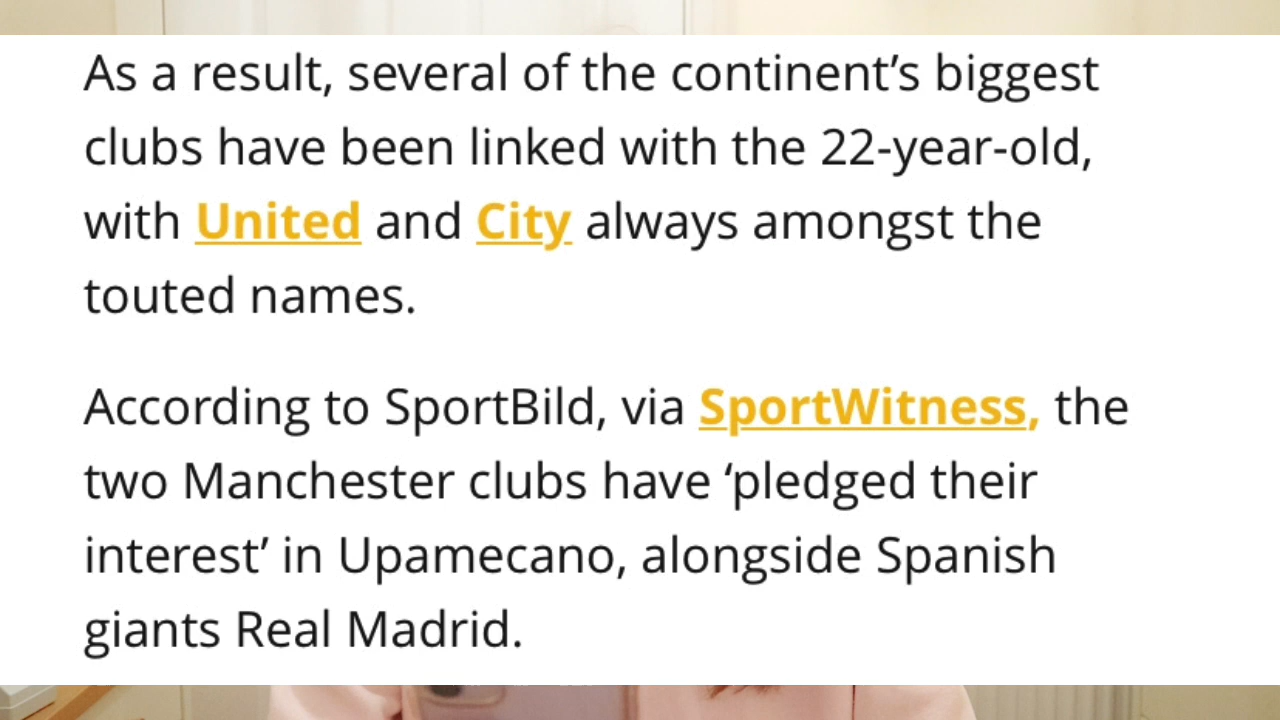 As a result, several of the continent’s biggest
clubs have been linked with the 22-year-old,
with United and City always amongst the
touted names.
According to SportBild, via SportWitness, the
two Manchester clubs have ‘pledged their
interest’ in Upamecano, alongside Spanish
giants Real Madrid.